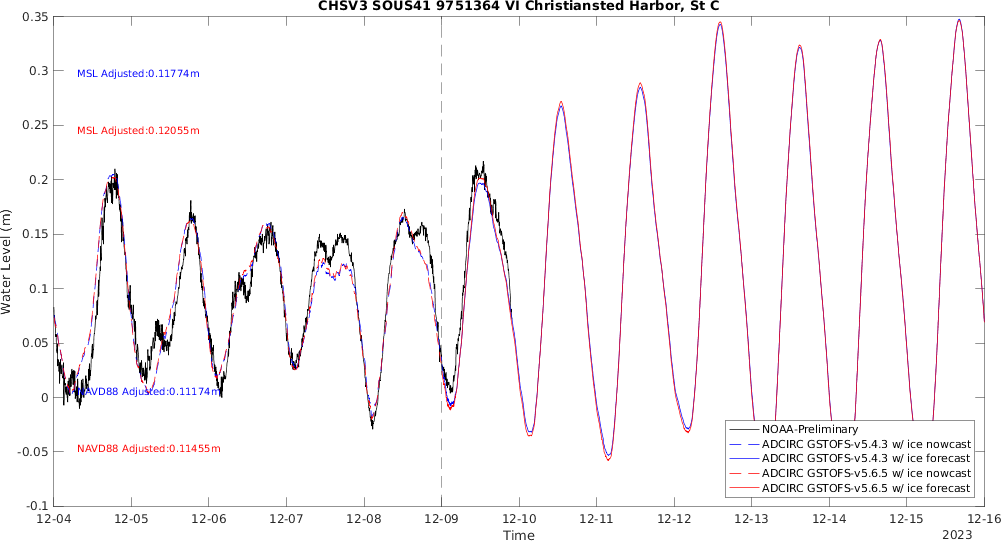 CHSV3 SOUS41 9751364 VI Christiansted Harbor, St C
0.35
0.3
0.25
0.2
0.15
0.1
0.05
0
-0.05
-0.1
Water Level (m)
MSL Adjusted:0.11774m
MSL Adjusted:0.12055m
NAVD88 Adjusted:0.11174m
NAVD88 Adjusted:0.11455m
NOAA-Preliminary
ADCIRC GSTOFS-v5.4.3 w/ ice nowcast
ADCIRC GSTOFS-v5.4.3 w/ ice forecast
ADCIRC GSTOFS-v5.6.5 w/ ice nowcast
ADCIRC GSTOFS-v5.6.5 w/ ice forecast
12-04 12-05 12-06 12-07 12-08 12-09 12-10 12-11 12-12 12-13 12-14 12-15 12-16
Time
2023